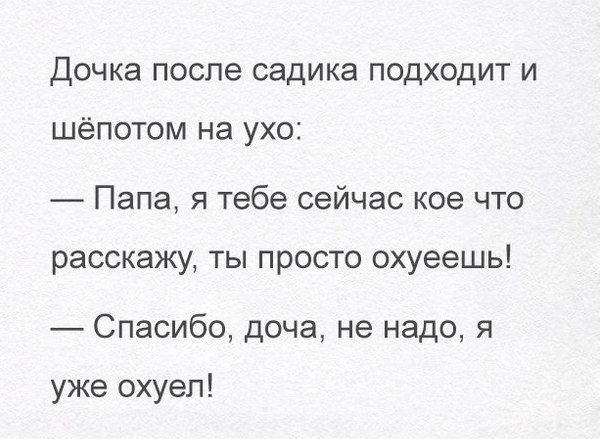 Дочка после садика подходит и
шёпотом на ухо:
— Папа, я тебе сейчас кое что
расскажу, ты просто охуеешь!
— Спасибо, доча, не надо, я
уже охуел!